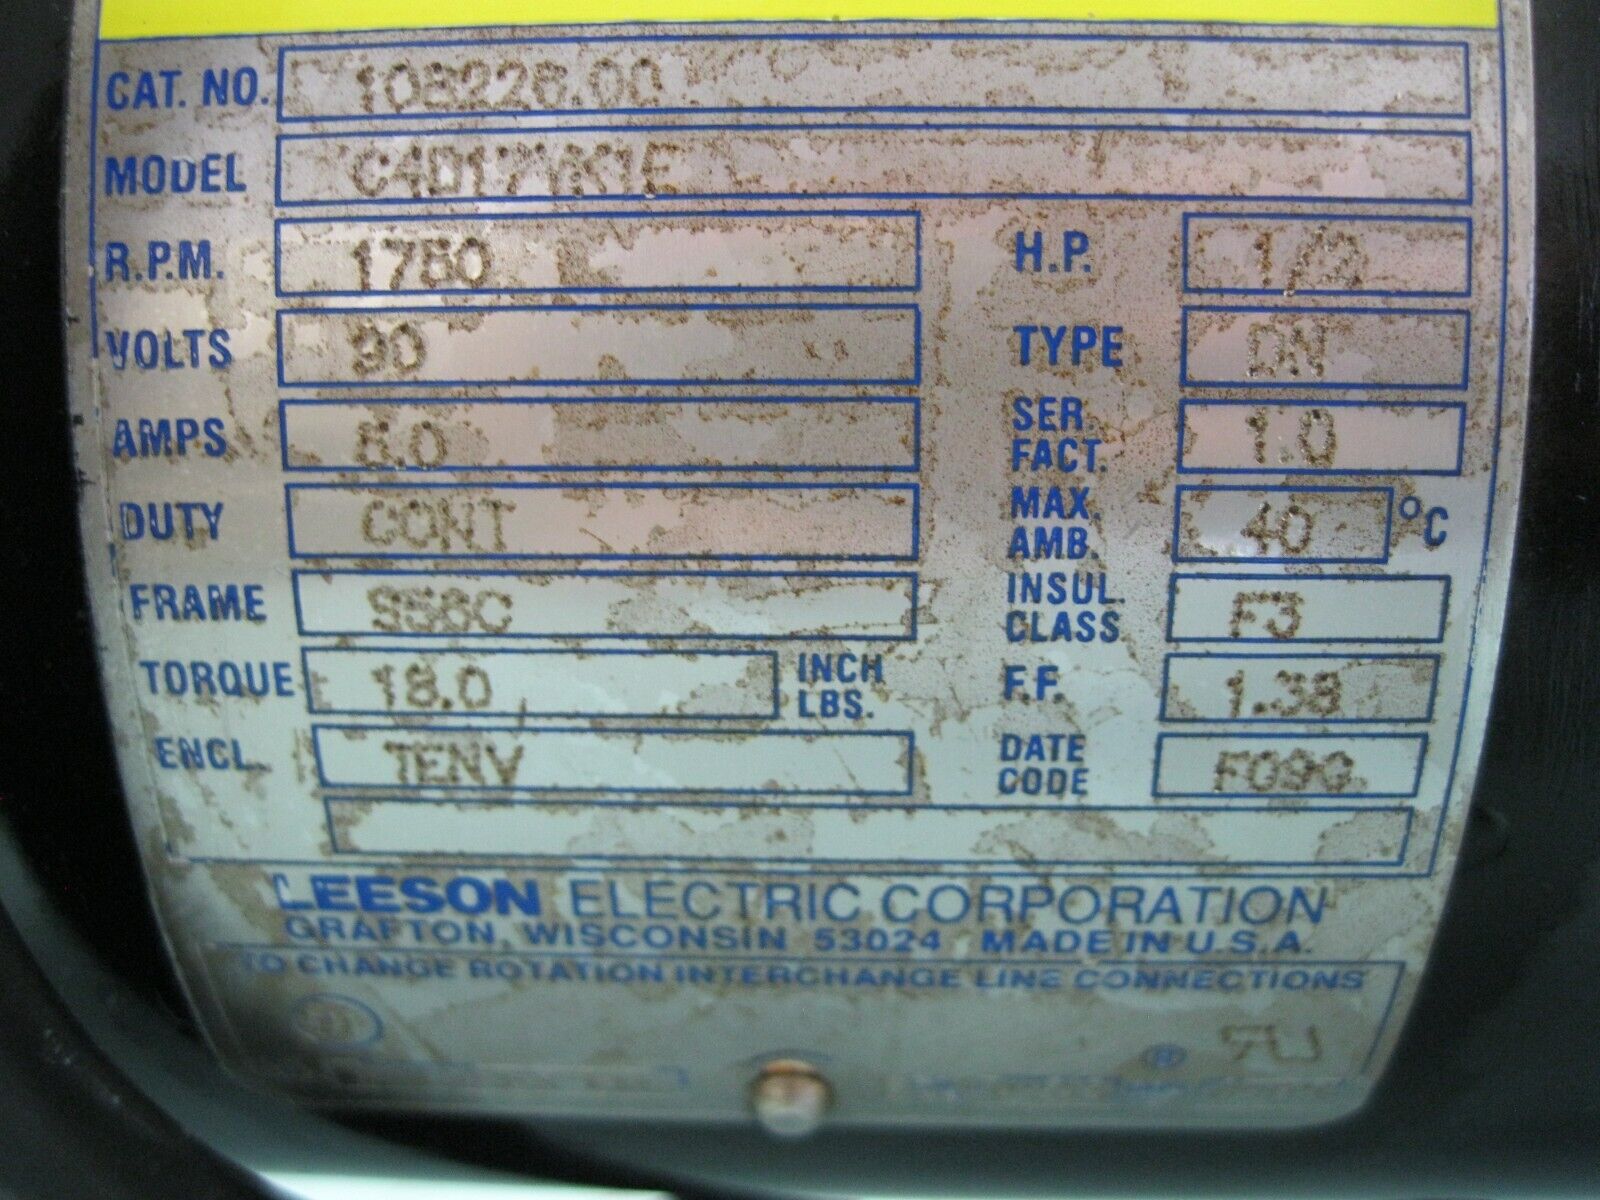 CAT. NO. 108226.00
MODEL C4D17VK1E
R.P.M. 1750 H.P. 1/2
VOLTS 90 TYPE DN
AMPS 5.0 SER. FACT. 1.0
DUTY CONT MAX. AMB. 40 °C
FRAME S56C INSUL. CLASS F3
TORQUE 18.0 INCH LBS. F.F. 1.38
ENCL. TENV DATE CODE
LEESON ELECTRIC CORPORATION
GRAFTON, WISCONSIN 53024 MADE IN U.S.A.
TO CHANGE ROTATION INTERCHANGE LINE CONNECTIONS